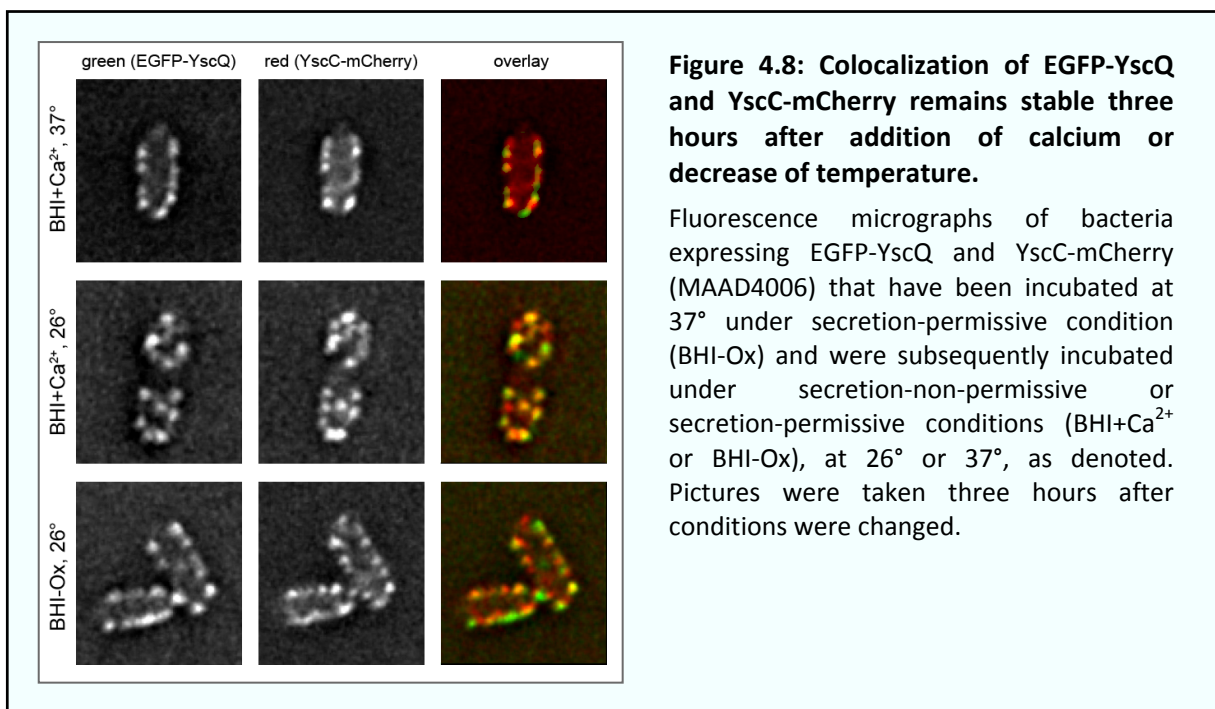 green (EGFP-YscQ) red (YscC-mCherry) overlay
BHI+Ca²⁺, 37°
BHI+Ca²⁺, 26°
BHI-Ox, 26°
Figure 4.8: Colocalization of EGFP-YscQ
and YscC-mCherry remains stable three
hours after addition of calcium or
decrease of temperature.
Fluorescence micrographs of bacteria
expressing EGFP-YscQ and YscC-mCherry
(MAAD4006) that have been incubated at
37° under secretion-permissive condition
(BHI-Ox) and were subsequently incubated
under secretion-non-permissive or
secretion-permissive conditions (BHI+Ca²⁺
or BHI-Ox), at 26° or 37°, as denoted.
Pictures were taken three hours after
conditions were changed.